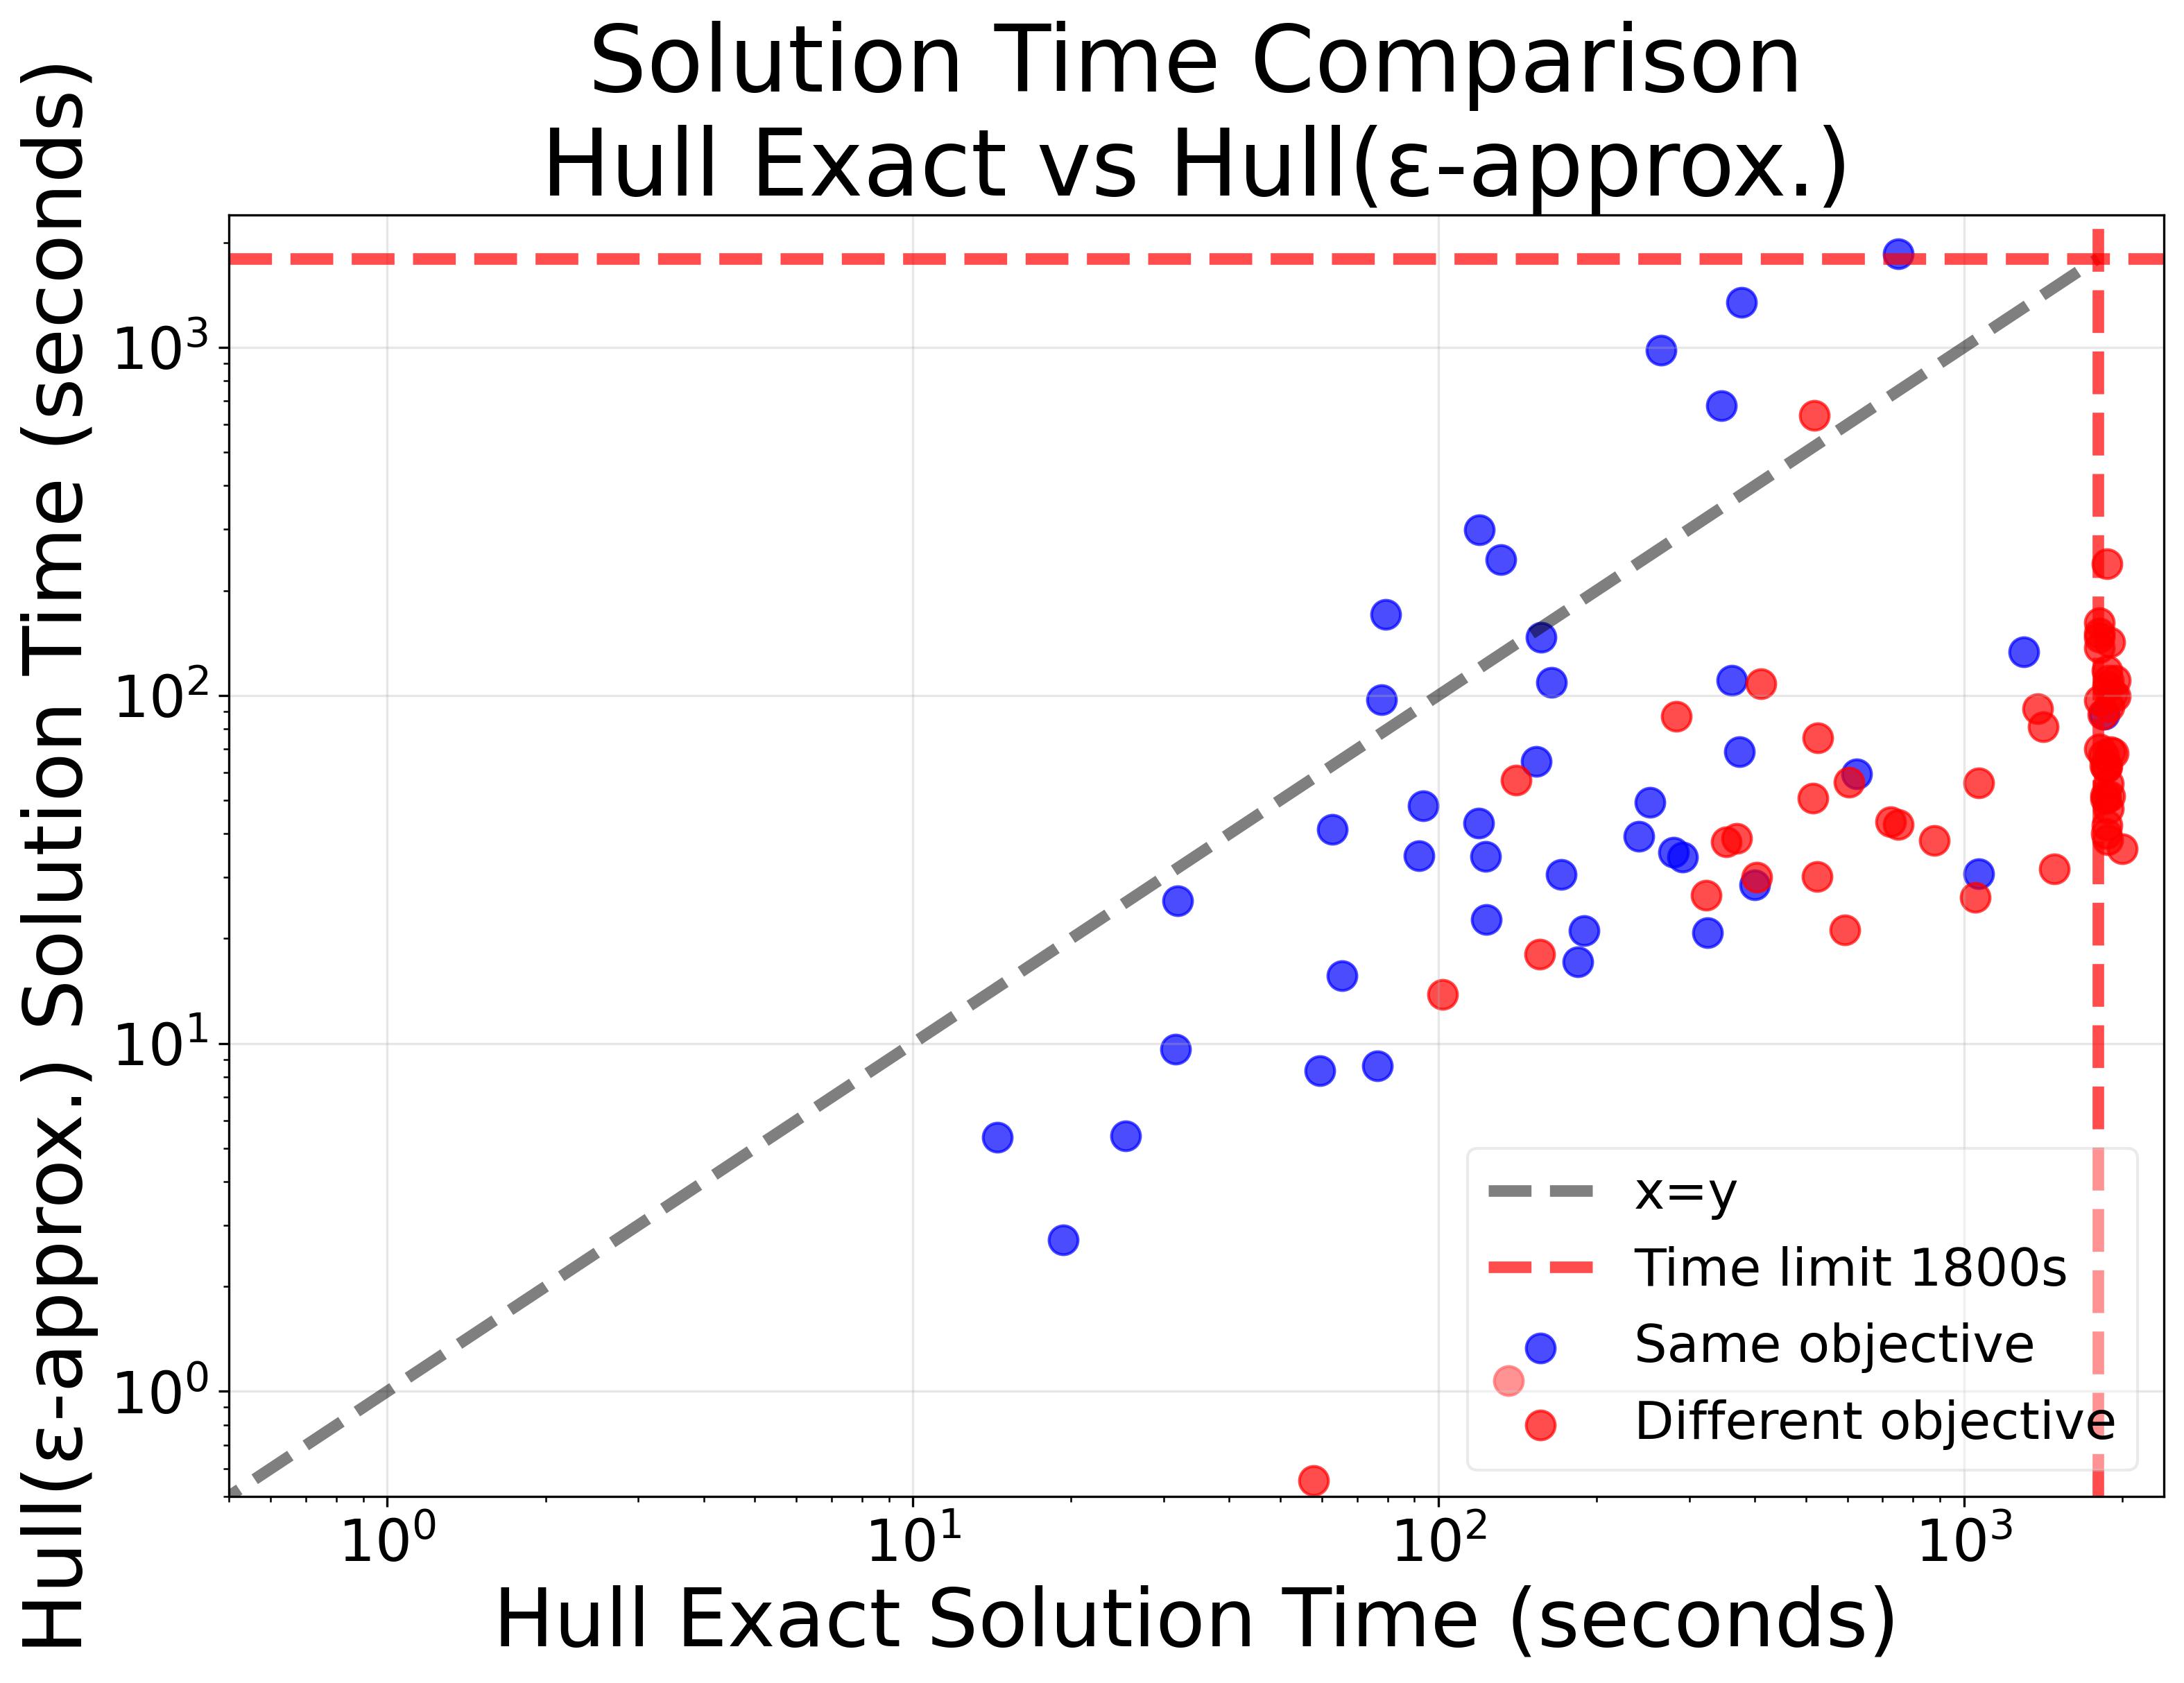 Solution Time Comparison
Hull Exact vs Hull(ε-approx.)
Hull(ε-approx.) Solution Time (seconds)
10³
10²
10¹
10⁰
x=y
Time limit 1800s
Same objective
Different objective
10⁰ 10¹ 10² 10³
Hull Exact Solution Time (seconds)